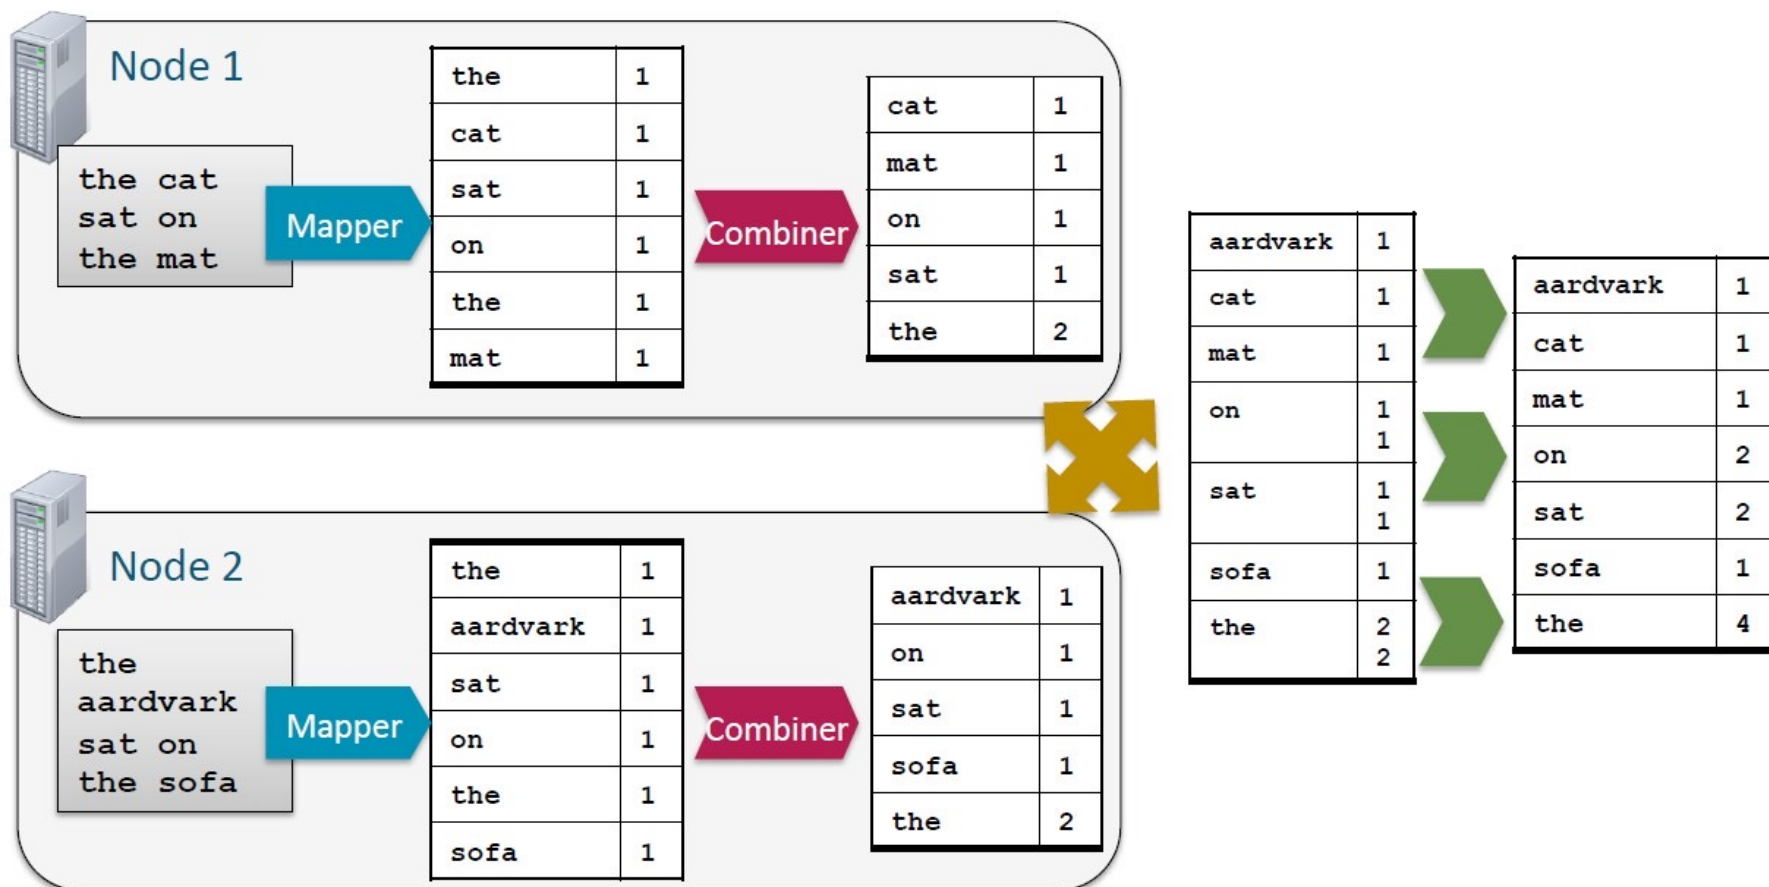 Node 1
the cat
sat on
the mat
Mapper
the 1
cat 1
sat 1
on 1
the 1
mat 1
Combiner
cat 1
mat 1
on 1
sat 1
the 2
Node 2
the
aardvark
sat on
the sofa
Mapper
the 1
aardvark 1
sat 1
on 1
the 1
sofa 1
Combiner
aardvark 1
on 1
sat 1
sofa 1
the 2
aardvark 1
cat 1
mat 1
on 1
1
sat 1
1
sofa 1
the 2
2
aardvark 1
cat 1
mat 1
on 2
sat 2
sofa 1
the 4